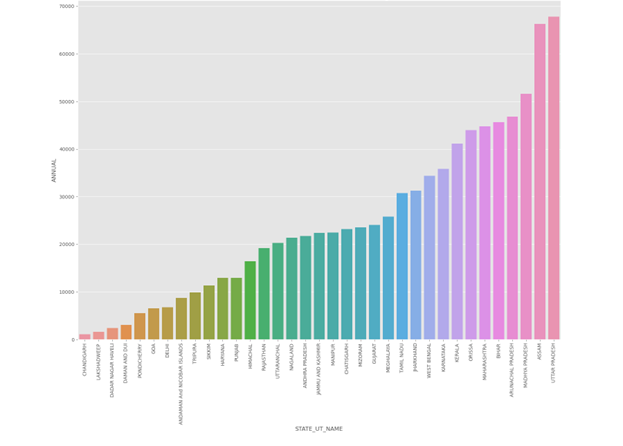 70000
60000
50000
40000
30000
20000
10000
0
ANNUAL
CHANDIGARH
LAKSHADWEEP
DADAR NAGAR HAVELI
DAMAN AND DUI
PONDICHERRY
GOA
DELHI
ANDAMAN And NICOBAR ISLANDS
TRIPURA
SIKKIM
HARYANA
PUNJAB
HIMACHAL
RAJASTHAN
UTTARANCHAL
NAGALAND
ANDHRA PRADESH
JAMMU AND KASHMIR
MANIPUR
CHATISGARH
MIZORAM
GUJARAT
MEGHALAYA
TAMIL NADU
JHARKHAND
WEST BENGAL
KARNATAKA
KERALA
ORISSA
MAHARASHTRA
BIHAR
ARUNACHAL PRADESH
MADHYA PRADESH
ASSAM
UTTAR PRADESH
STATE_UT_NAME